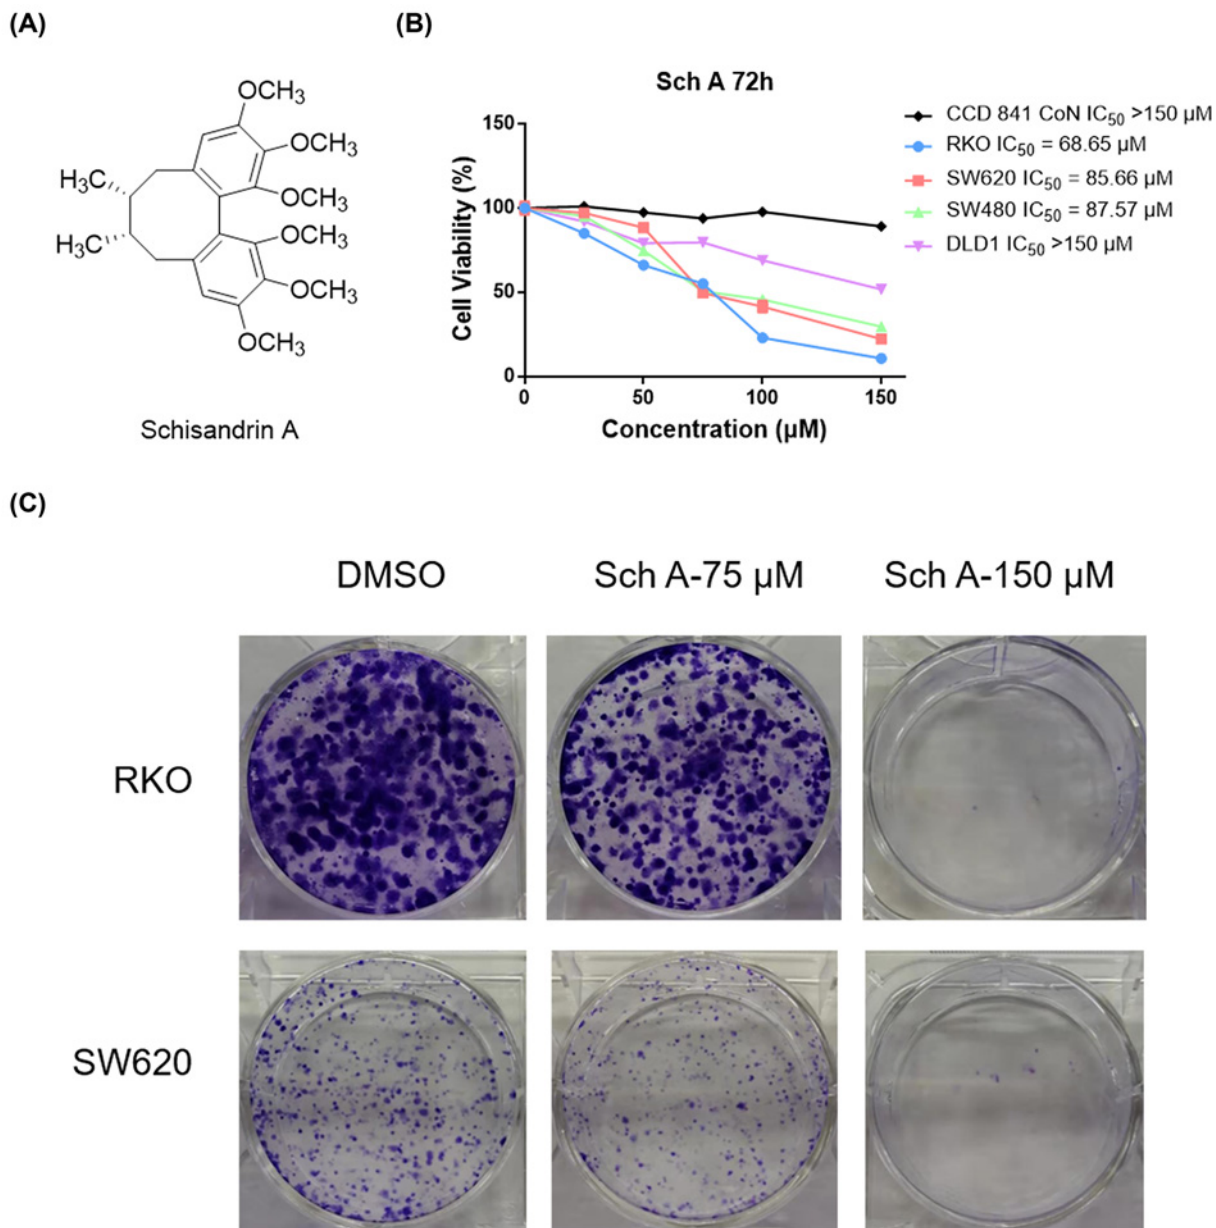 (A)
OCH₃
OCH₃
OCH₃
H₃C
H₃C
OCH₃
OCH₃
OCH₃
Schisandrin A
(B)
Sch A 72h
150
100
50
0
Cell Viability (%)
0 50 100 150
Concentration (µM)
CCD 841 CoN IC₅₀ >150 µM
RKO IC₅₀ = 68.65 µM
SW620 IC₅₀ = 85.66 µM
SW480 IC₅₀ = 87.57 µM
DLD1 IC₅₀ >150 µM
(C)
DMSO Sch A-75 µM Sch A-150 µM
RKO
SW620